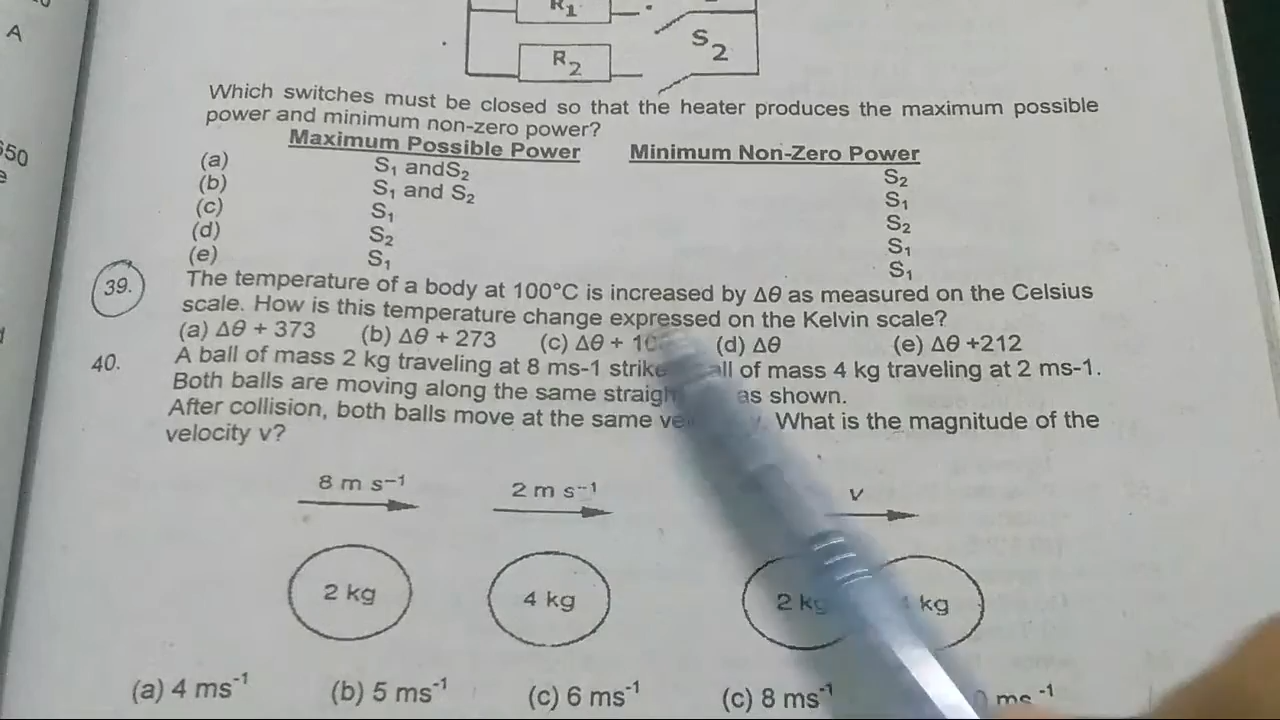 A
R1
S2
R2
50
e
Which switches must be closed so that the heater produces the maximum possible
power and minimum non-zero power?
Maximum Possible Power Minimum Non-Zero Power
(a) S1 andS2 S2
(b) S1 and S2 S1
(c) S1 S2
(d) S2 S1
(e) S1 S1
39. The temperature of a body at 100°C is increased by Δθ as measured on the Celsius
scale. How is this temperature change expressed on the Kelvin scale?
(a) Δθ + 373 (b) Δθ + 273 (c) Δθ + (d) Δθ (e) Δθ +212
40. A ball of mass 2 kg traveling at 8 ms-1 of mass 4 kg traveling at 2 ms-1.
Both balls are moving along the same as shown.
After collision, both balls move at the same What is the magnitude of the
velocity v?
8 m s⁻¹ 2 m s⁻¹ v
2 kg 4 kg 2 kg
(a) 4 ms⁻¹ (b) 5 ms⁻¹ (c) 6 ms⁻¹ (c) 8 ms⁻¹ ms⁻¹